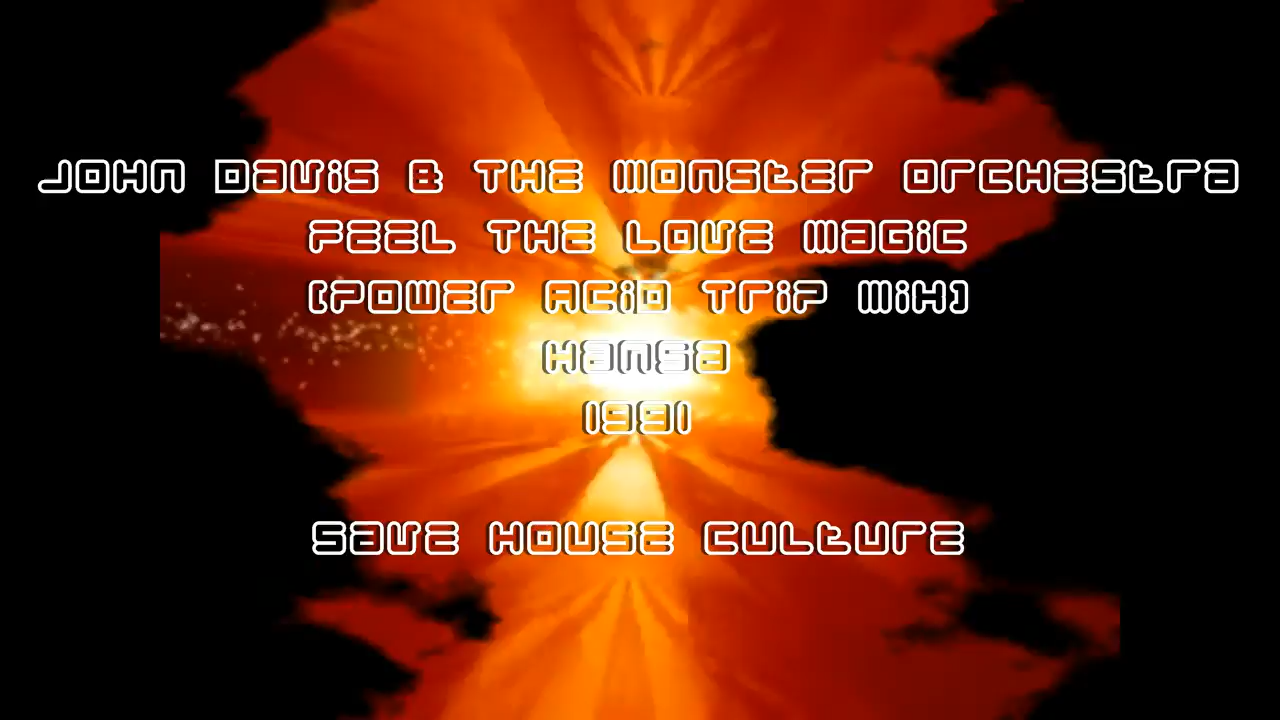 JOHN DAVIS & THE MONSTER ORCHESTRA
FEEL THE LOVE MAGIC
(POWER ACID TRIP MIX)
HANSA
1991
SAVE HOUSE CULTURE